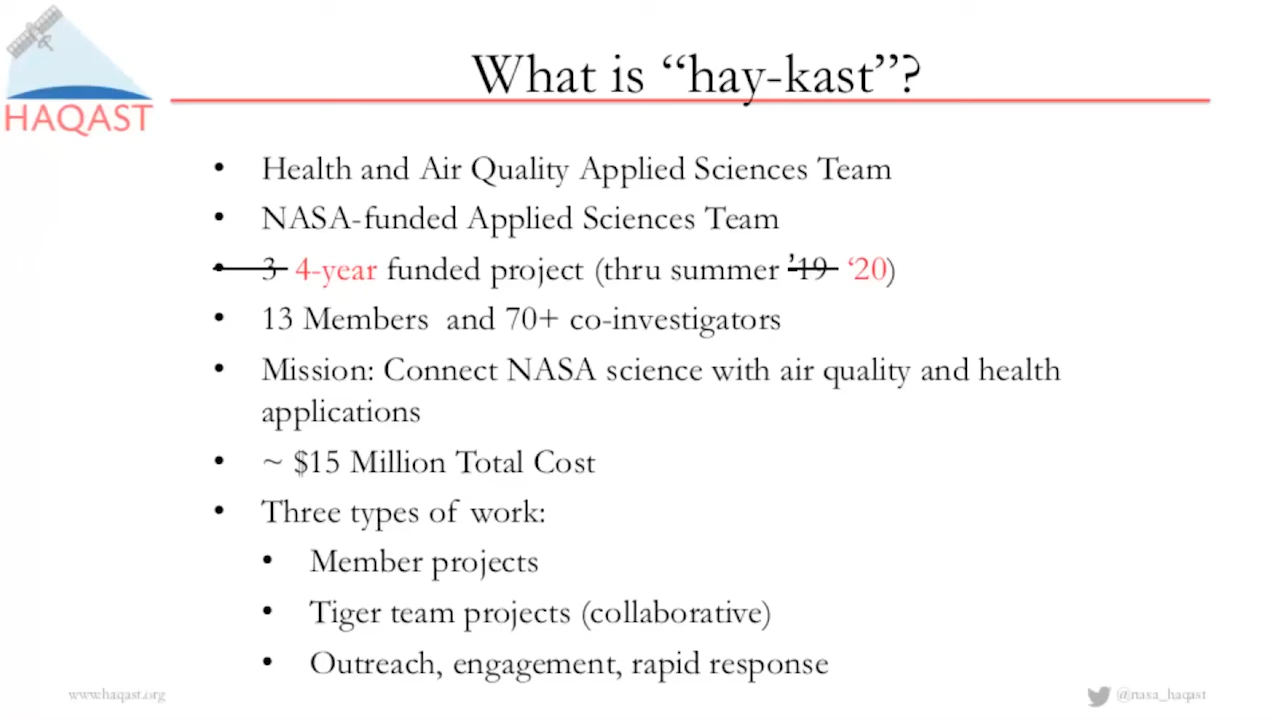 HAQAST
What is “hay-kast”?
• Health and Air Quality Applied Sciences Team
• NASA-funded Applied Sciences Team
• 3- 4-year funded project (thru summer ’19 ‘20)
• 13 Members and 70+ co-investigators
• Mission: Connect NASA science with air quality and health
applications
• ~ $15 Million Total Cost
• Three types of work:
• Member projects
• Tiger team projects (collaborative)
• Outreach, engagement, rapid response
www.haqast.org
@nasa_haqast